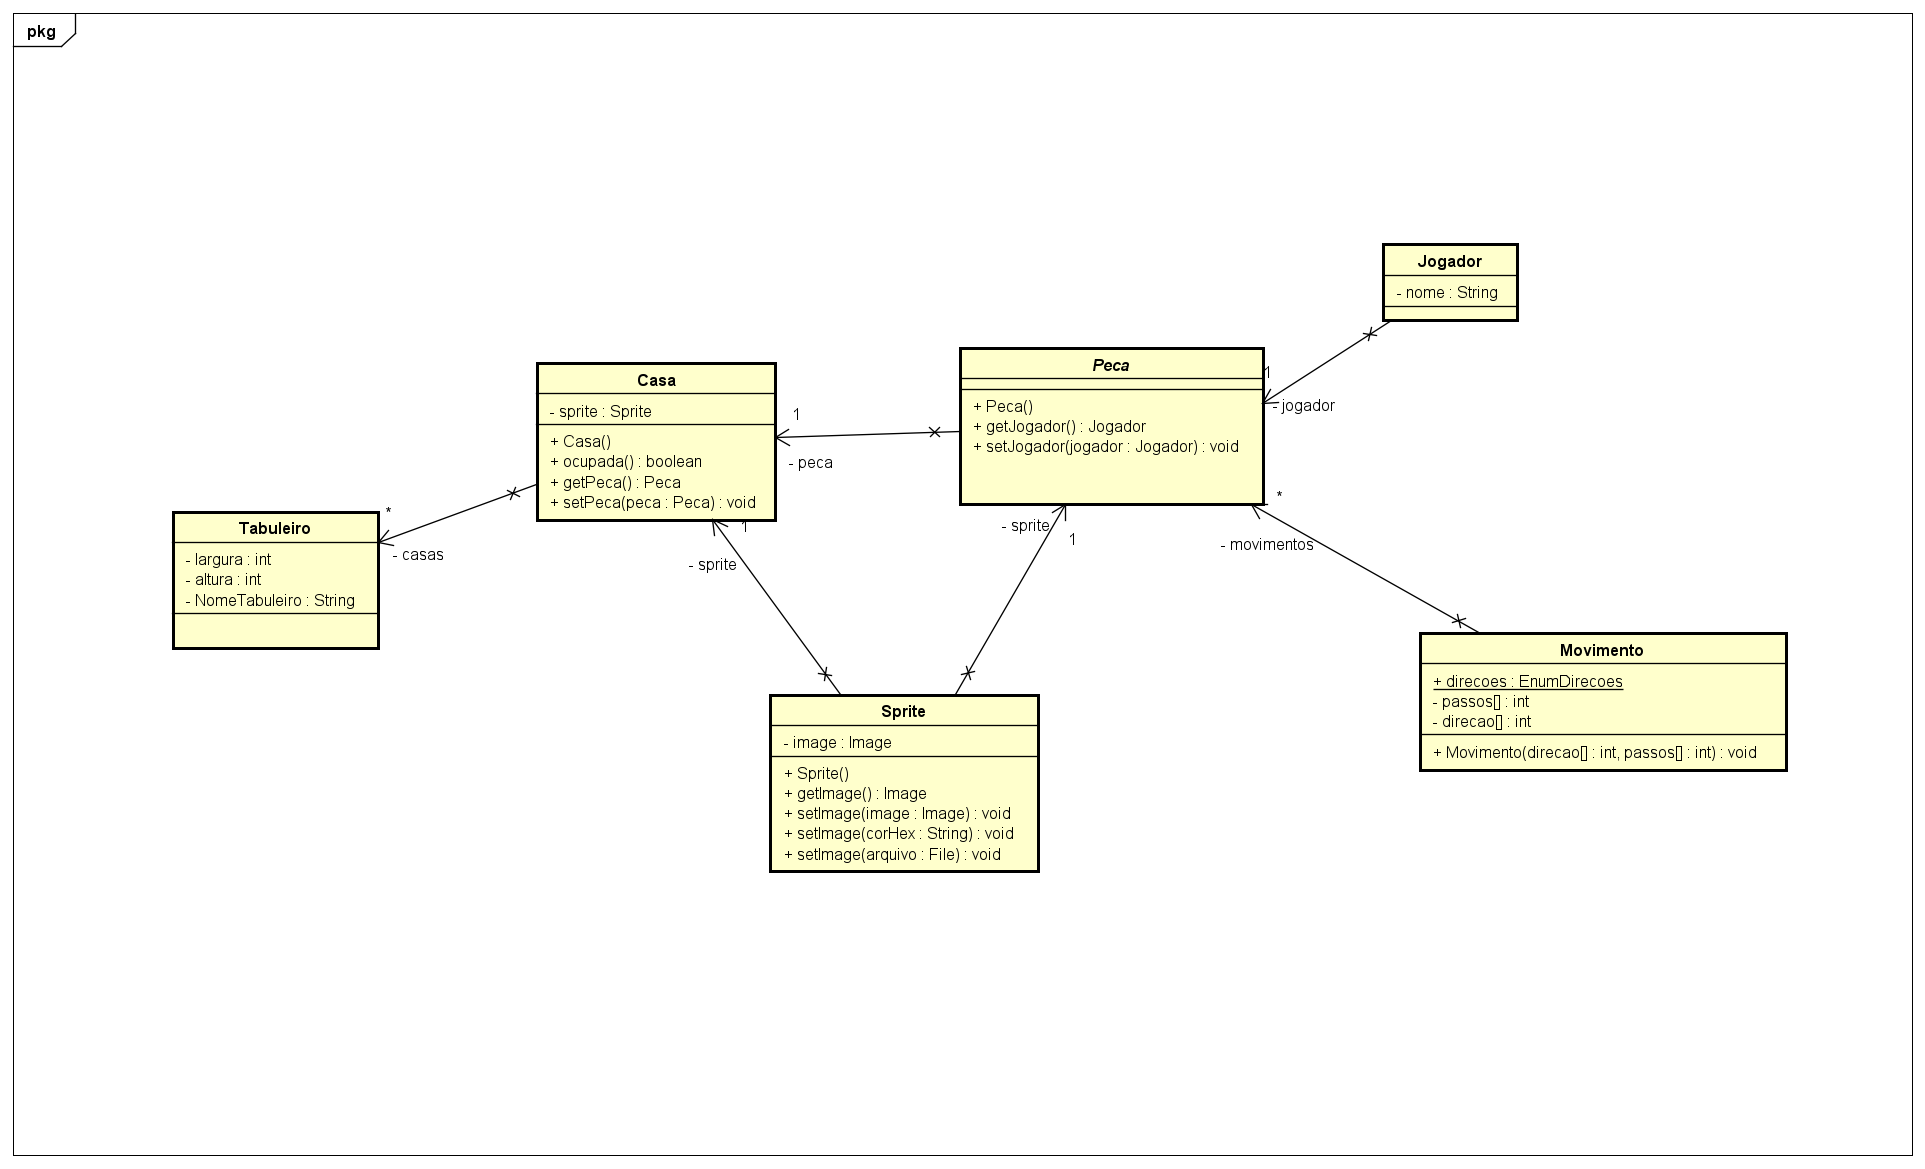 pkg
Jogador
- nome : String
Peca
+ Peca()
+ getJogador() : Jogador
+ setJogador(jogador : Jogador) : void
1
- jogador
Casa
- sprite : Sprite
+ Casa()
+ ocupada() : boolean
+ getPeca() : Peca
+ setPeca(peca : Peca) : void
1
- peca
*
- casas
Tabuleiro
- largura : int
- altura : int
- NomeTabuleiro : String
1
- sprite
- sprite
1
*
- movimentos
Movimento
+ direcoes : EnumDirecoes
- passos[] : int
- direcao[] : int
+ Movimento(direcao[] : int, passos[] : int) : void
Sprite
- image : Image
+ Sprite()
+ getImage() : Image
+ setImage(image : Image) : void
+ setImage(corHex : String) : void
+ setImage(arquivo : File) : void